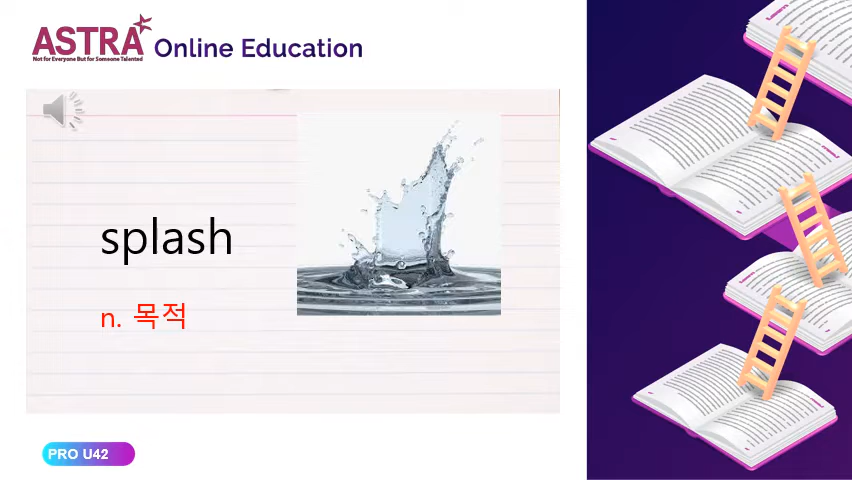 ASTRA
Not for Everyone But for Someone Talented
Online Education
splash
n. 목적
PRO U42